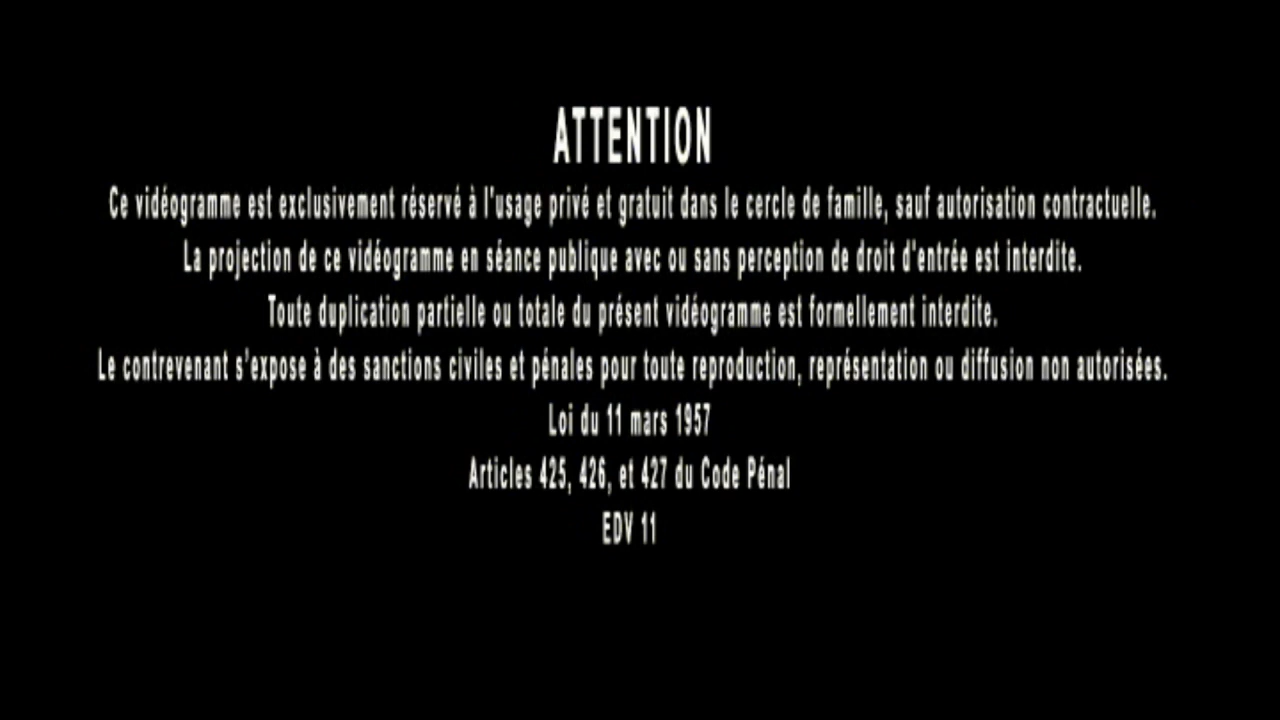 ATTENTION
Ce vidéogramme est exclusivement réservé à l'usage privé et gratuit dans le cercle de famille, sauf autorisation contractuelle.
La projection de ce vidéogramme en séance publique avec ou sans perception de droit d'entrée est interdite.
Toute duplication partielle ou totale du présent vidéogramme est formellement interdite.
Le contrevenant s'expose à des sanctions civiles et pénales pour toute reproduction, représentation ou diffusion non autorisées.
Loi du 11 mars 1957
Articles 425, 426, et 427 du Code Pénal
EDV 11